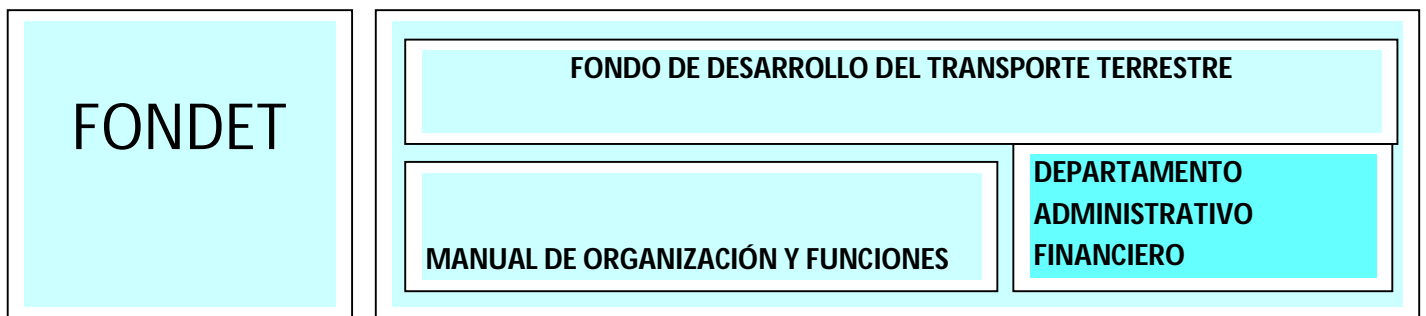 FONDET
FONDO DE DESARROLLO DEL TRANSPORTE TERRESTRE
MANUAL DE ORGANIZACIÓN Y FUNCIONES
DEPARTAMENTO
ADMINISTRATIVO
FINANCIERO